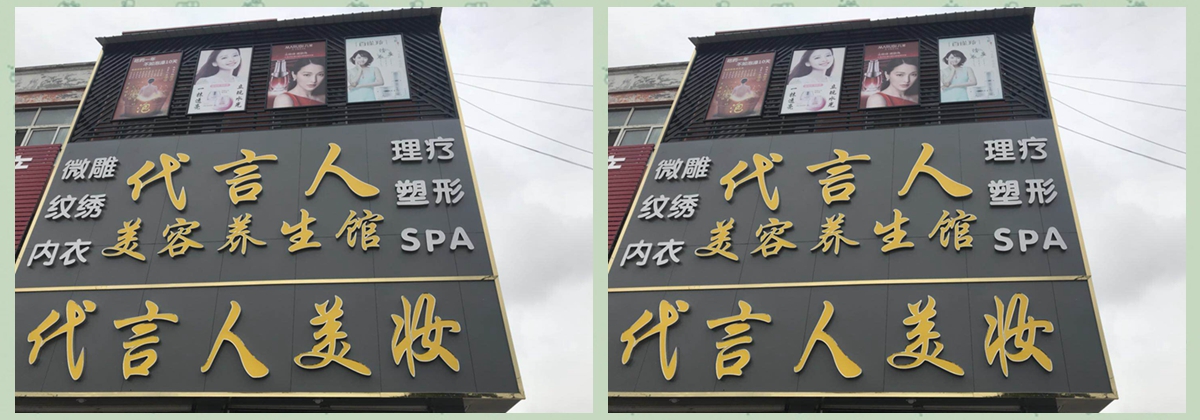 微雕
纹绣
内衣
代言人
美容养生馆
理疗
塑形
SPA
代言人美妆
微雕
纹绣
内衣
代言人
美容养生馆
理疗
塑形
SPA
代言人美妆